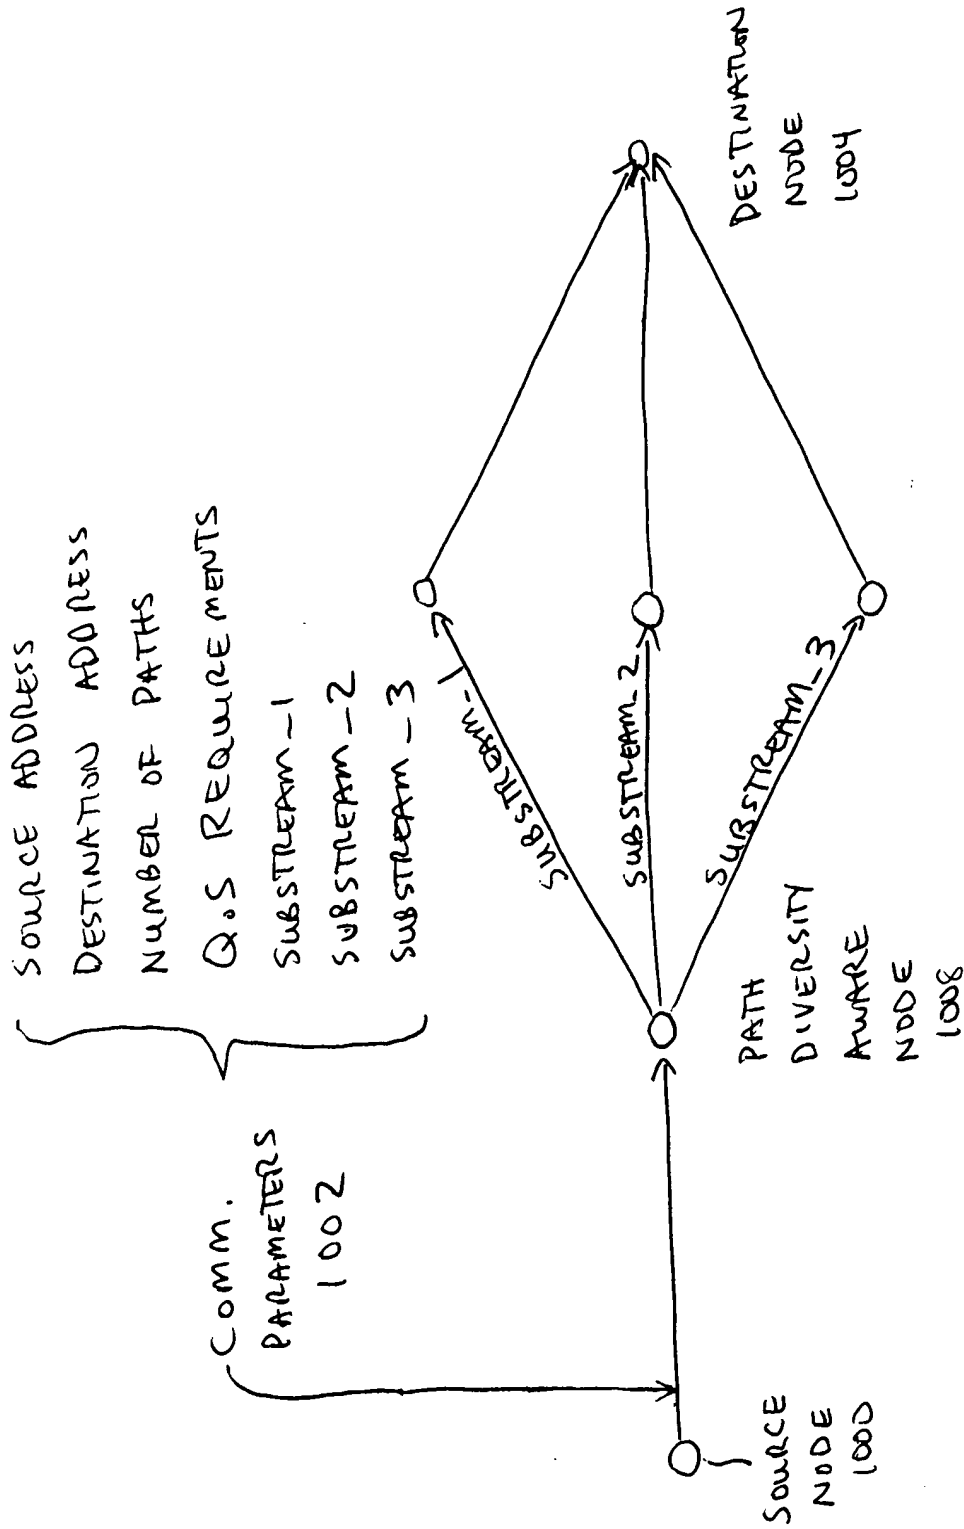 SOURCE ADDRESS
DESTINATION ADDRESS
NUMBER OF PATHS
QoS REQUIREMENTS
SUBSTREAM_1
SUBSTREAM_2
SUBSTREAM_3
COMM.
PARAMETERS
1002
SUBSTREAM_1
SUBSTREAM_2
SUBSTREAM_3
SOURCE
NODE
1000
PATH
DIVERSITY
AWARE
NODE
1008
DESTINATION
NODE
1004